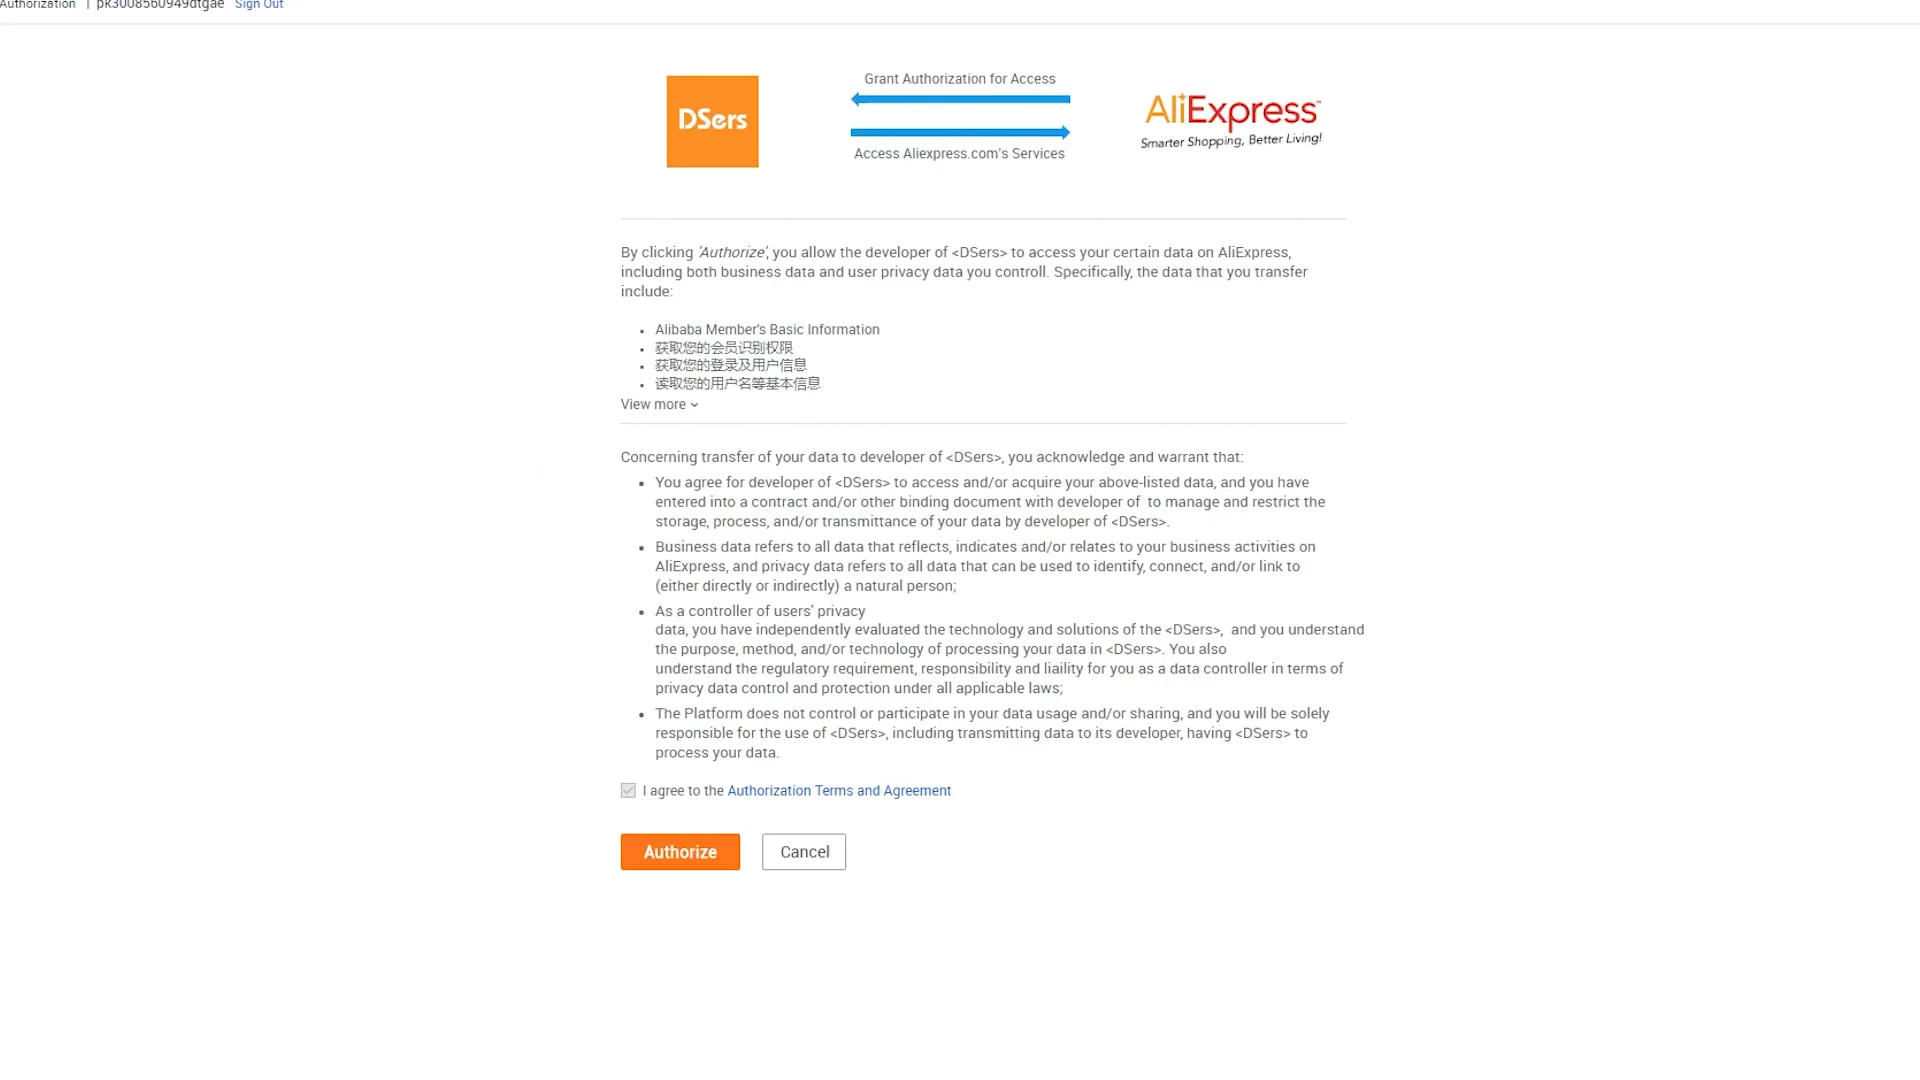 Authorization | pk3008560949dtgae Sign Out
Grant Authorization for Access
DSers
AliExpress™
Smarter Shopping, Better Living!
Access Aliexpress.com's Services
By clicking 'Authorize', you allow the developer of <DSers> to access your certain data on AliExpress,
including both business data and user privacy data you controll. Specifically, the data that you transfer
include:
• Alibaba Member's Basic Information
• 获取您的会员识别权限
• 获取您的登录及用户信息
• 读取您的用户名等基本信息
View more
Concerning transfer of your data to developer of <DSers>, you acknowledge and warrant that:
• You agree for developer of <DSers> to access and/or acquire your above-listed data, and you have
entered into a contract and/or other binding document with developer of to manage and restrict the
storage, process, and/or transmittance of your data by developer of <DSers>.
• Business data refers to all data that reflects, indicates and/or relates to your business activities on
AliExpress, and privacy data refers to all data that can be used to identify, connect, and/or link to
(either directly or indirectly) a natural person;
• As a controller of users' privacy
data, you have independently evaluated the technology and solutions of the <DSers>, and you understand
the purpose, method, and/or technology of processing your data in <DSers>. You also
understand the regulatory requirement, responsibility and liaility for you as a data controller in terms of
privacy data control and protection under all applicable laws;
• The Platform does not control or participate in your data usage and/or sharing, and you will be solely
responsible for the use of <DSers>, including transmitting data to its developer, having <DSers> to
process your data.
I agree to the Authorization Terms and Agreement
Authorize Cancel